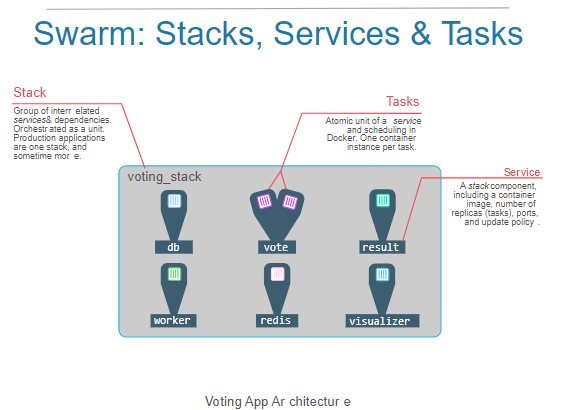 Swarm: Stacks, Services & Tasks
Stack
Group of interr elated
services& dependencies.
Orchestr ated as a unit.
Production applications
are one stack, and
sometime mor e.
Tasks
Atomic unit of a service
and scheduling in
Docker. One container
instance per task.
Service
A stack component,
including a container
image, number of
replicas (tasks), ports,
and update policy .
voting_stack
db
vote
result
worker
redis
visualizer
Voting App Ar chitectur e